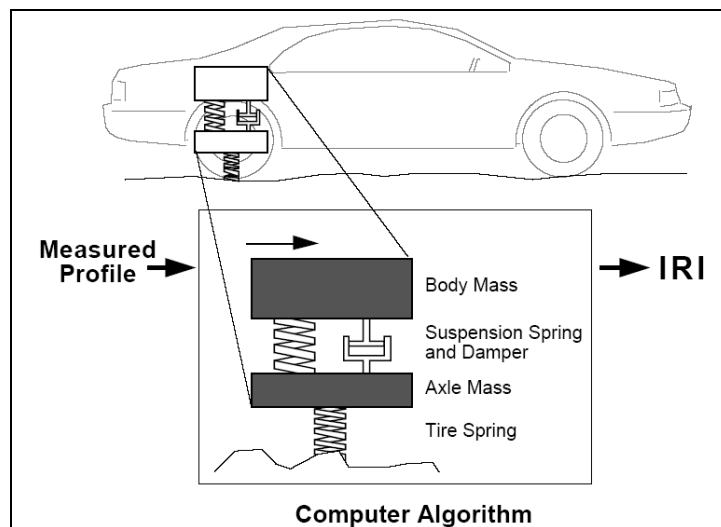 Measured
Profile
IRI
Body Mass
Suspension Spring
and Damper
Axle Mass
Tire Spring
Computer Algorithm